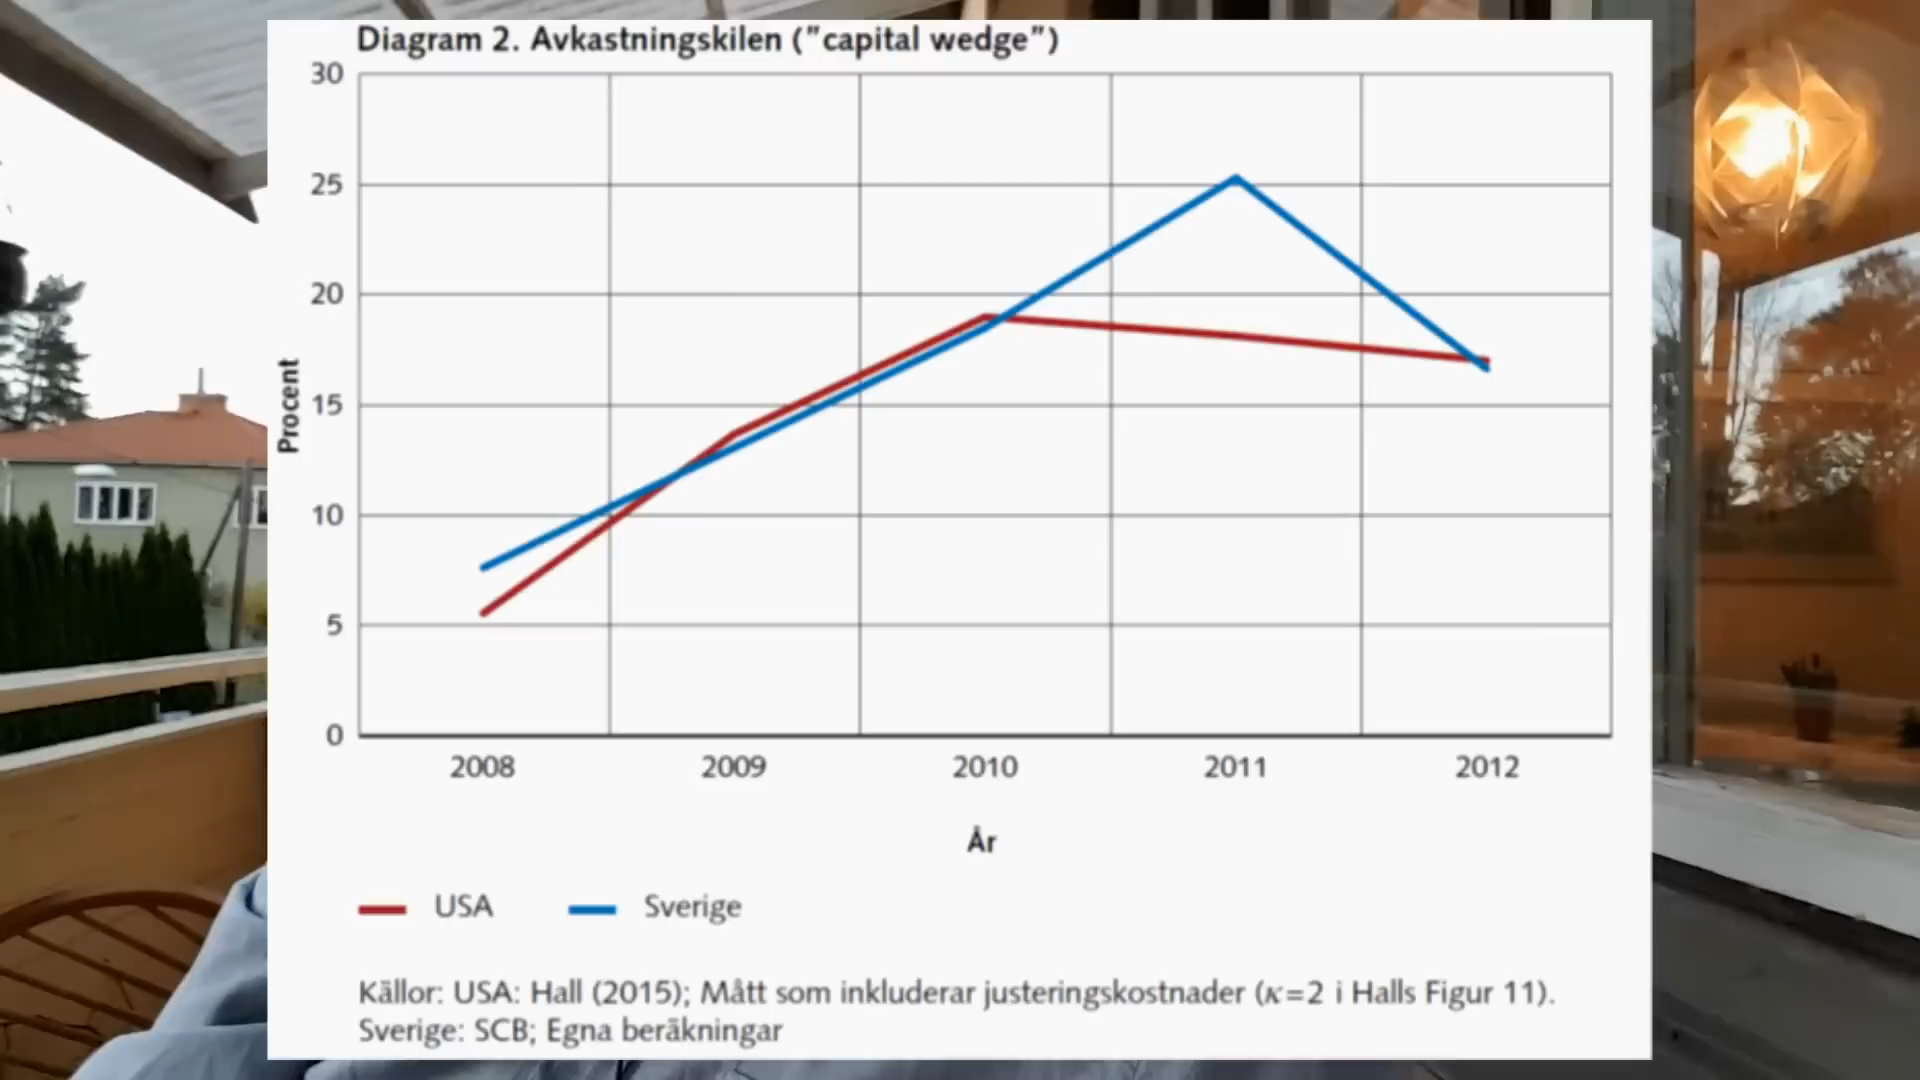 Diagram 2. Avkastningskilen ("capital wedge")
30
25
20
15
10
5
0
Procent
2008 2009 2010 2011 2012
År
USA Sverige
Källor: USA: Hall (2015); Mått som inkluderar justeringskostnader (κ=2 i Halls Figur 11).
Sverige: SCB; Egna beräkningar